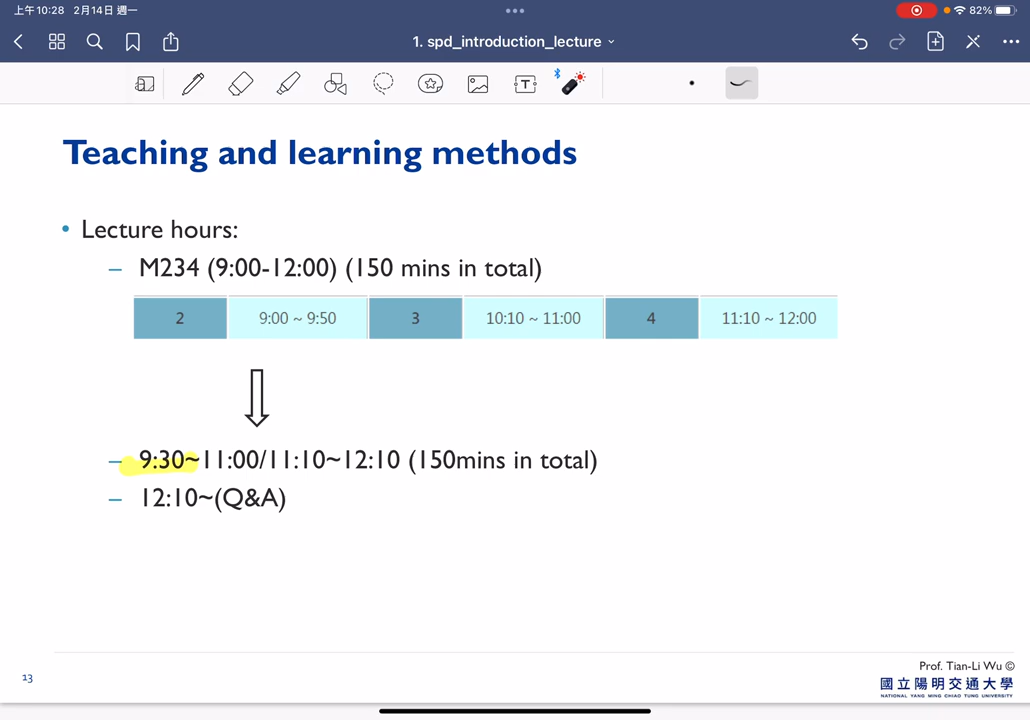 上午10:28 2月14日 週一
82%
1. spd_introduction_lecture
Teaching and learning methods
• Lecture hours:
– M234 (9:00-12:00) (150 mins in total)
2 9:00 ~ 9:50 3 10:10 ~ 11:00 4 11:10 ~ 12:00
– 9:30~11:00/11:10~12:10 (150mins in total)
– 12:10~(Q&A)
Prof. Tian-Li Wu ©
13
國立陽明交通大學
NATIONAL YANG MING CHIAO TUNG UNIVERSITY